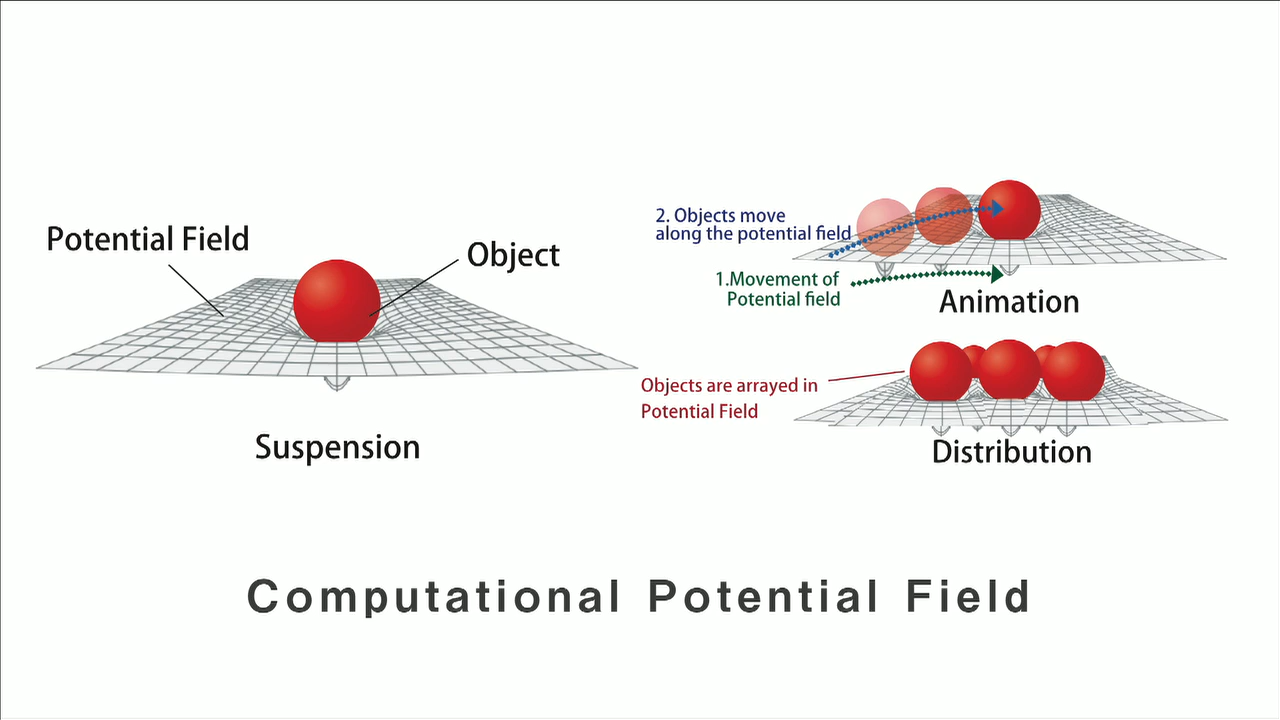 Potential Field
Object
Suspension
2. Objects move
along the potential field
1.Movement of
Potential field
Animation
Objects are arrayed in
Potential Field
Distribution
Computational Potential Field